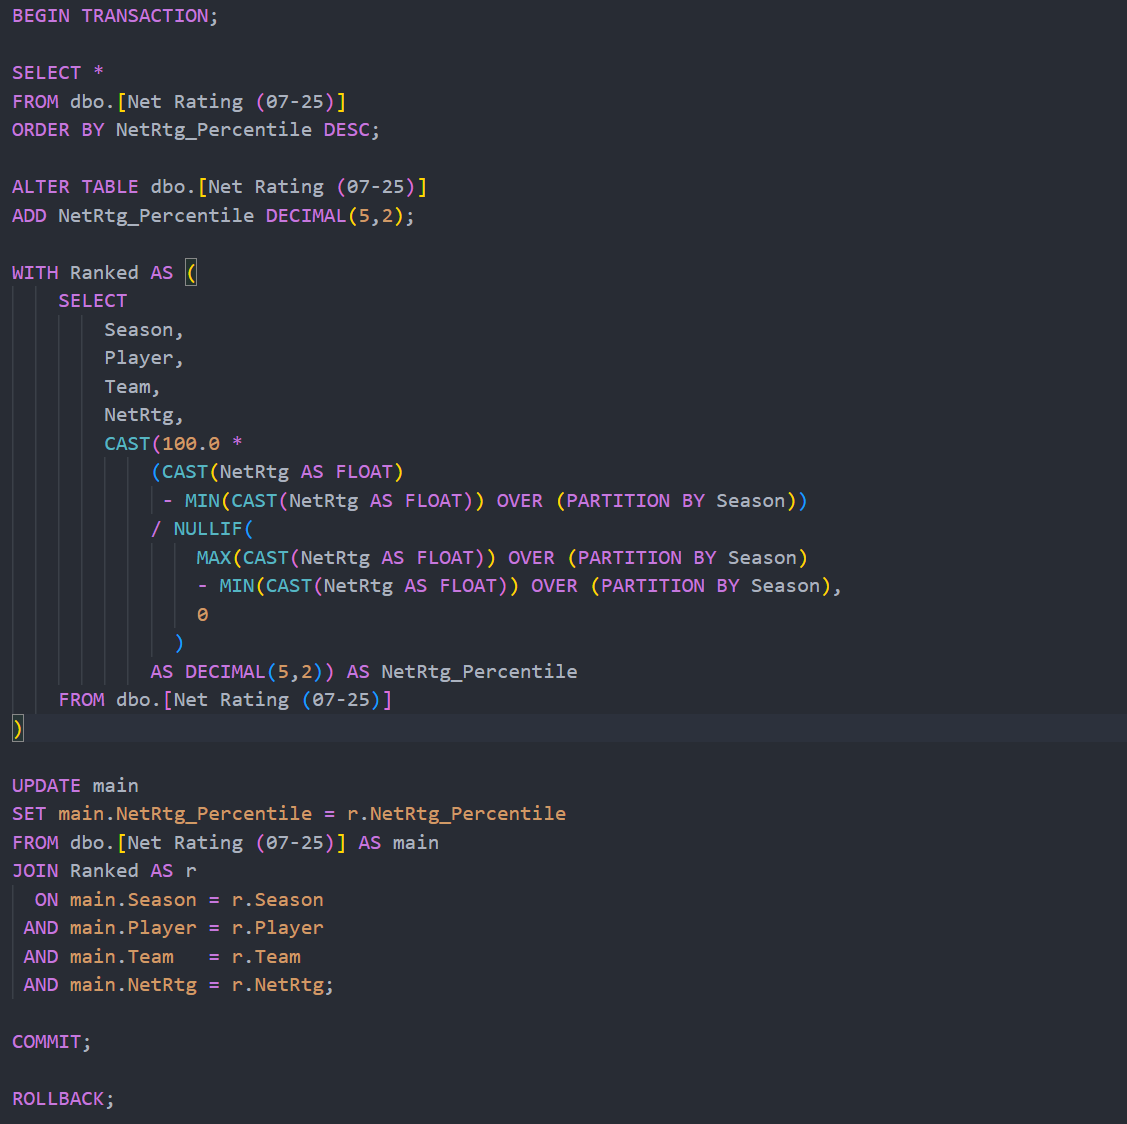 BEGIN TRANSACTION;
SELECT *
FROM dbo.[Net Rating (07-25)]
ORDER BY NetRtg_Percentile DESC;
ALTER TABLE dbo.[Net Rating (07-25)]
ADD NetRtg_Percentile DECIMAL(5,2);
WITH Ranked AS (
SELECT
Season,
Player,
Team,
NetRtg,
CAST(100.0 *
(CAST(NetRtg AS FLOAT)
- MIN(CAST(NetRtg AS FLOAT)) OVER (PARTITION BY Season))
/ NULLIF(
MAX(CAST(NetRtg AS FLOAT)) OVER (PARTITION BY Season)
- MIN(CAST(NetRtg AS FLOAT)) OVER (PARTITION BY Season),
0
)
AS DECIMAL(5,2)) AS NetRtg_Percentile
FROM dbo.[Net Rating (07-25)]
)
UPDATE main
SET main.NetRtg_Percentile = r.NetRtg_Percentile
FROM dbo.[Net Rating (07-25)] AS main
JOIN Ranked AS r
ON main.Season = r.Season
AND main.Player = r.Player
AND main.Team   = r.Team
AND main.NetRtg = r.NetRtg;
COMMIT;
ROLLBACK;